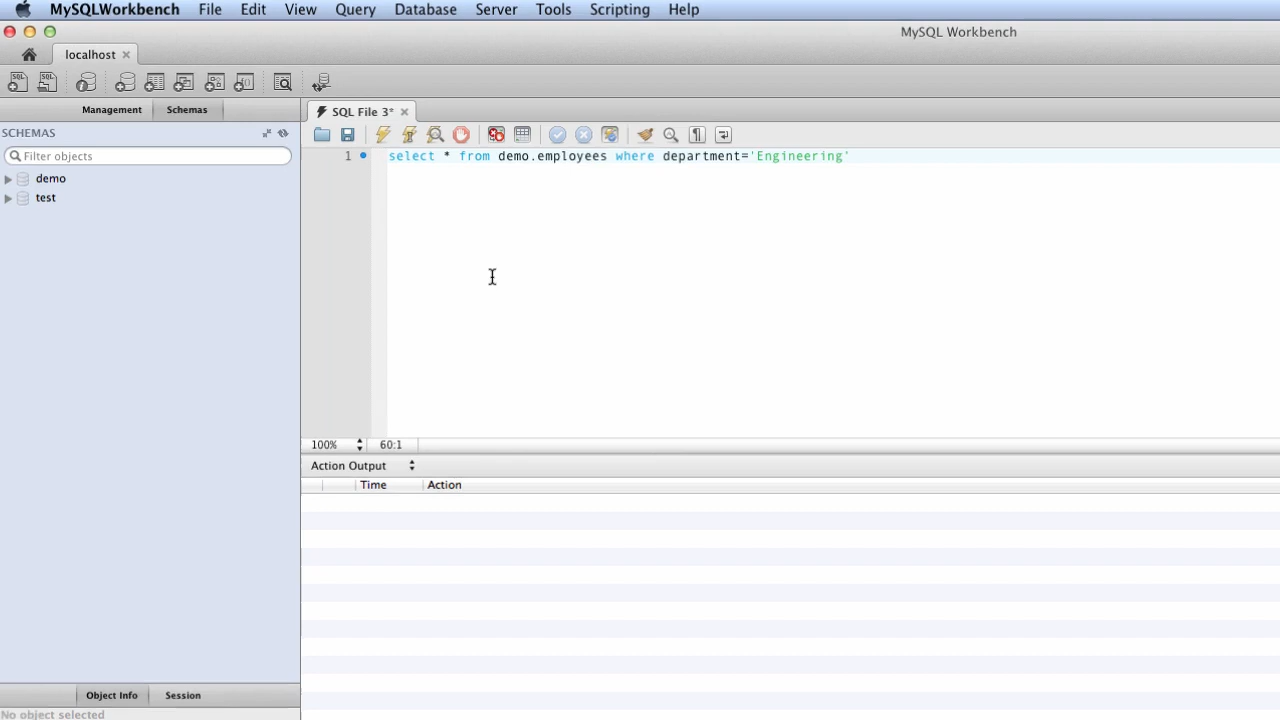 MySQLWorkbench File Edit View Query Database Server Tools Scripting Help
MySQL Workbench
localhost
Management Schemas
SQL File 3*
SCHEMAS
Filter objects
1 select * from demo.employees where department='Engineering'
demo
test
100% 60:1
Action Output
Time Action
Object Info Session
No object selected